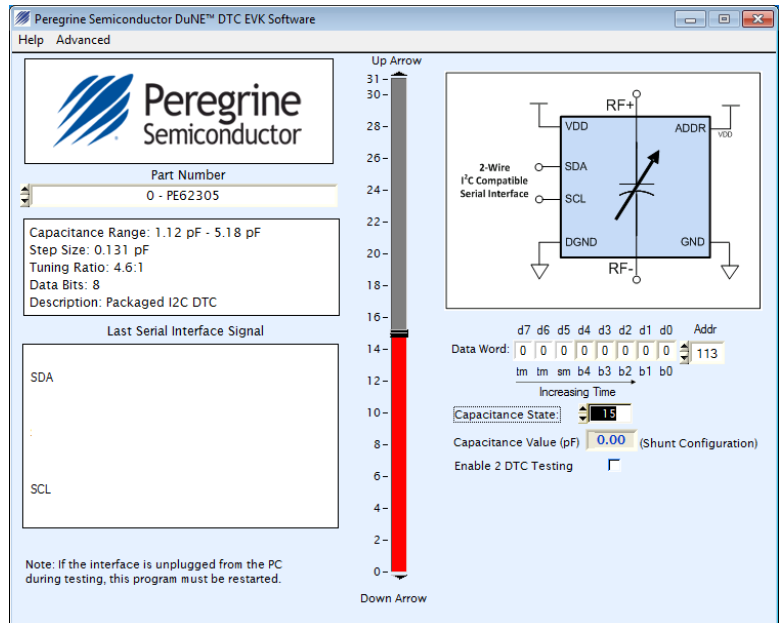 Peregrine Semiconductor DuNE™ DTC EVK Software
Help Advanced
Peregrine
Semiconductor
Part Number
0 - PE62305
Capacitance Range: 1.12 pF - 5.18 pF
Step Size: 0.131 pF
Tuning Ratio: 4.6:1
Data Bits: 8
Description: Packaged I2C DTC
Last Serial Interface Signal
SDA
SCL
Note: If the interface is unplugged from the PC
during testing, this program must be restarted.
Up Arrow
31
30
28
26
24
22
20
18
16
14
12
10
8
6
4
2
0
Down Arrow
RF+
VDD
ADDR
VDD
2-Wire
I²C Compatible
Serial Interface
SDA
SCL
DGND
GND
RF-
d7 d6 d5 d4 d3 d2 d1 d0 Addr
Data Word: 0 0 0 0 0 0 0 0 113
tm tm sm b4 b3 b2 b1 b0
Increasing Time
Capacitance State: 15
Capacitance Value (pF) 0.00 (Shunt Configuration)
Enable 2 DTC Testing